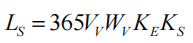 L_S = 365V_V W_V K_E K_S